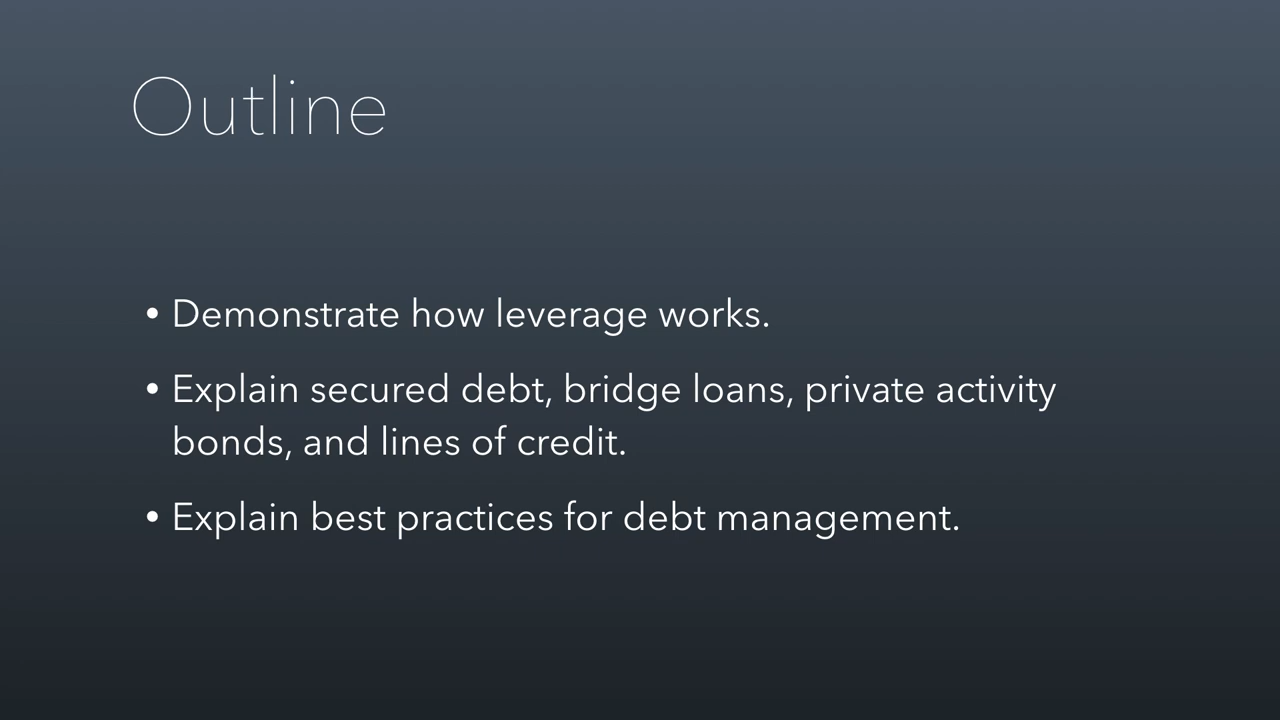 Outline
• Demonstrate how leverage works.
• Explain secured debt, bridge loans, private activity
bonds, and lines of credit.
• Explain best practices for debt management.